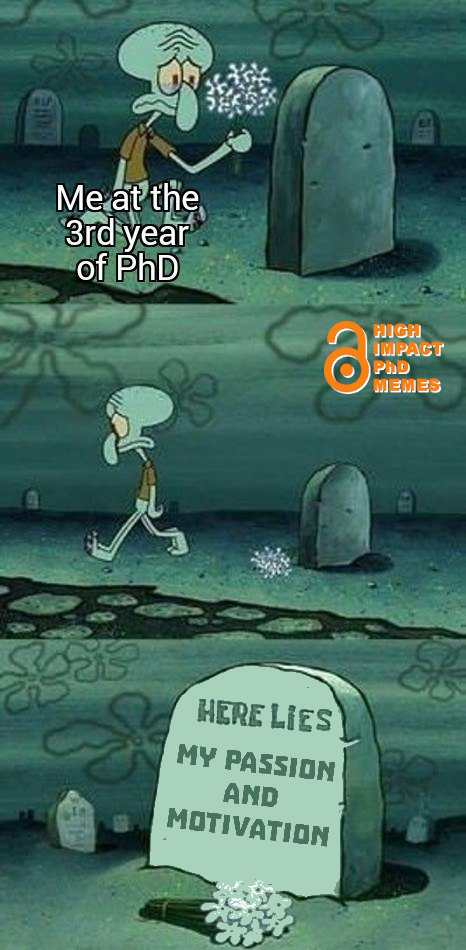 Me at the
3rd year
of PhD
HIGH
IMPACT
PhD
MEMES
HERE LIES
MY PASSION
AND
MOTIVATION